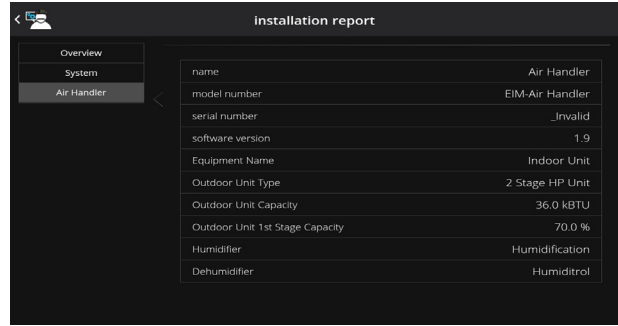 installation report
Overview
System
Air Handler
name Air Handler
model number EIM-Air Handler
serial number _Invalid
software version 1.9
Equipment Name Indoor Unit
Outdoor Unit Type 2 Stage HP Unit
Outdoor Unit Capacity 36.0 kBTU
Outdoor Unit 1st Stage Capacity 70.0 %
Humidifier Humidification
Dehumidifier Humiditrol